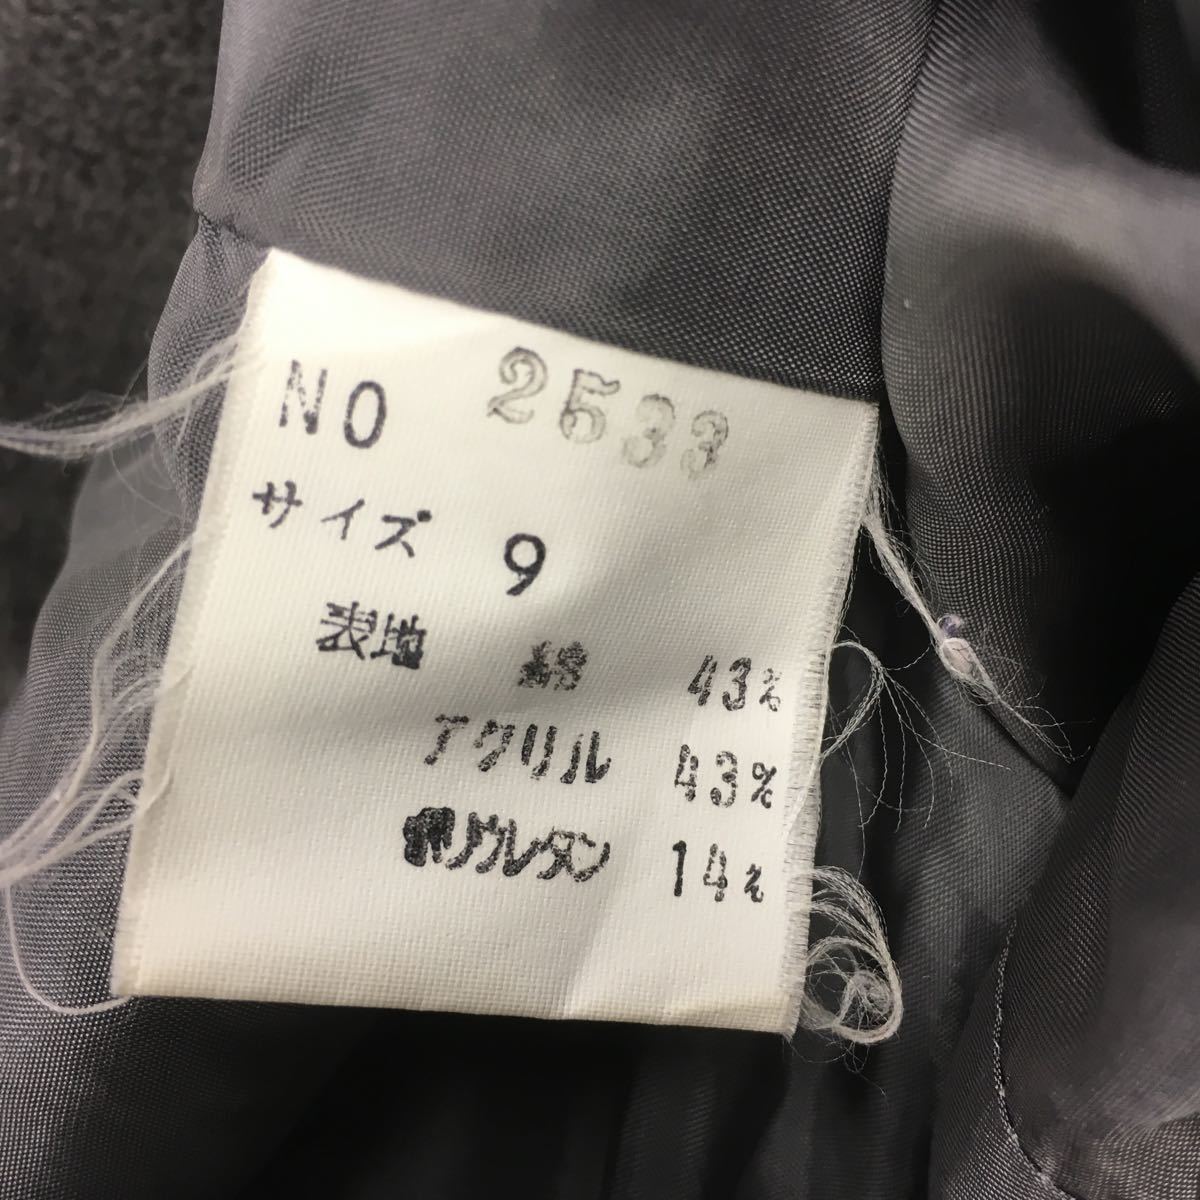 NO 2533
サイズ 9
表地 綿 43%
アクリル 43%
ポリウレタン 14%